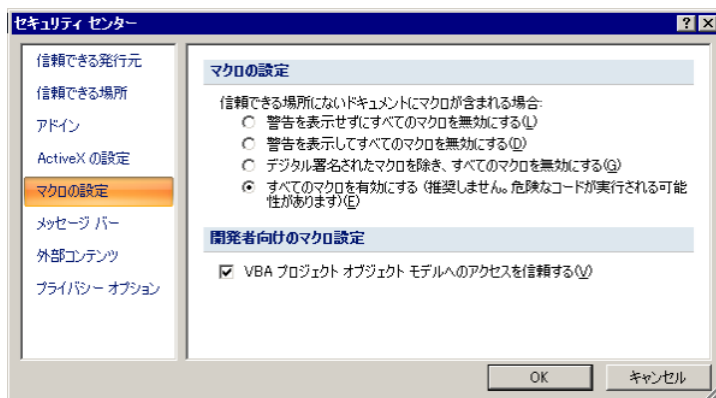 セキュリティ センター
信頼できる発行元
信頼できる場所
アドイン
ActiveX の設定
マクロの設定
メッセージ バー
外部コンテンツ
プライバシー オプション
マクロの設定
信頼できる場所にないドキュメントにマクロが含まれる場合:
警告を表示せずにすべてのマクロを無効にする(L)
警告を表示してすべてのマクロを無効にする(D)
デジタル署名されたマクロを除き、すべてのマクロを無効にする(G)
すべてのマクロを有効にする (推奨しません。危険なコードが実行される可能
性があります)(E)
開発者向けのマクロ設定
VBA プロジェクト オブジェクト モデルへのアクセスを信頼する(V)
OK
キャンセル